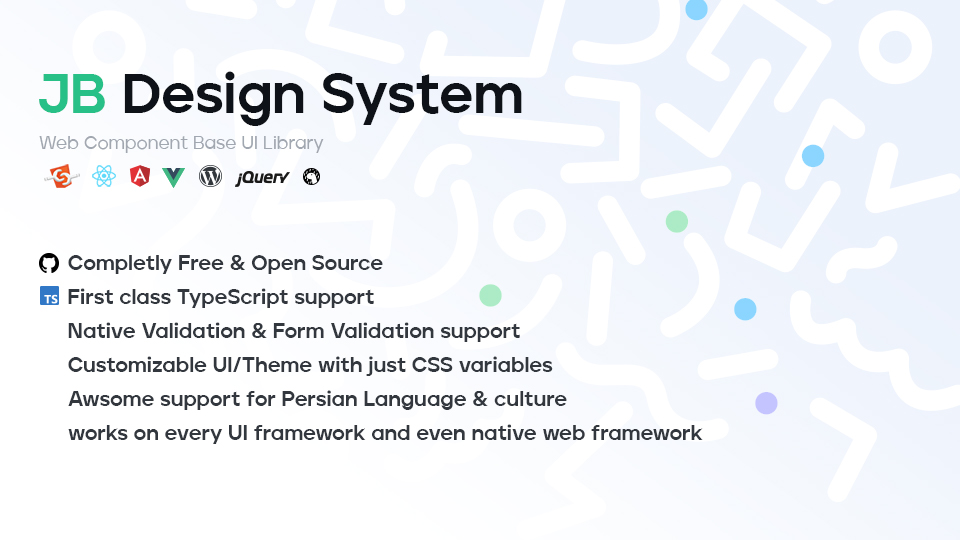 JB Design System
Web Component Base UI Library
jQuery
Completly Free & Open Source
TS
First class TypeScript support
Native Validation & Form Validation support
Customizable UI/Theme with just CSS variables
Awsome support for Persian Language & culture
works on every UI framework and even native web framework